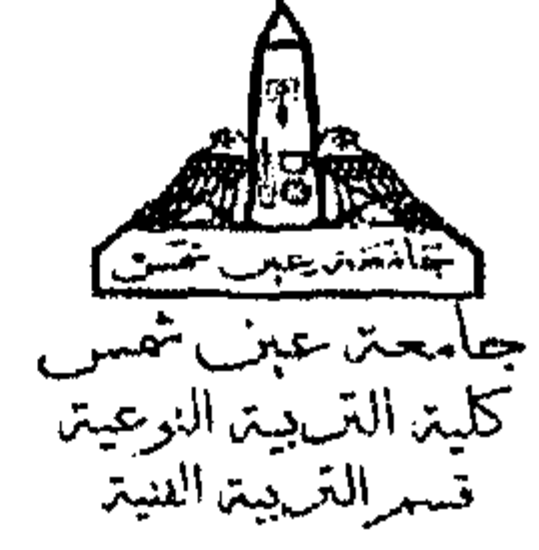 جامعة عين شمس
جامعة عين شمس
كلية التربية النوعية
قسم التربية الفنية